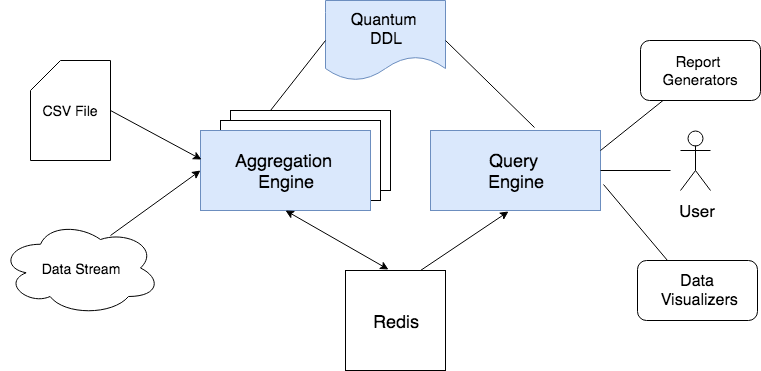 Quantum
DDL
Report
Generators
CSV File
Aggregation
Engine
Query
Engine
User
Data Stream
Data
Visualizers
Redis